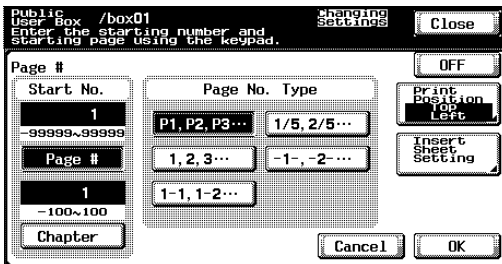 Public
User Box /box01
Changing
Settings
Enter the starting number and
starting page using the keypad.
Close
Page #
OFF
Start No.
Page No. Type
Print
Position
Top
Left
1
-99999~99999
P1, P2, P3···
1/5, 2/5···
Page #
1, 2, 3···
-1-, -2-···
Insert
Sheet
Setting
1
-100~100
1-1, 1-2···
Chapter
Cancel
OK